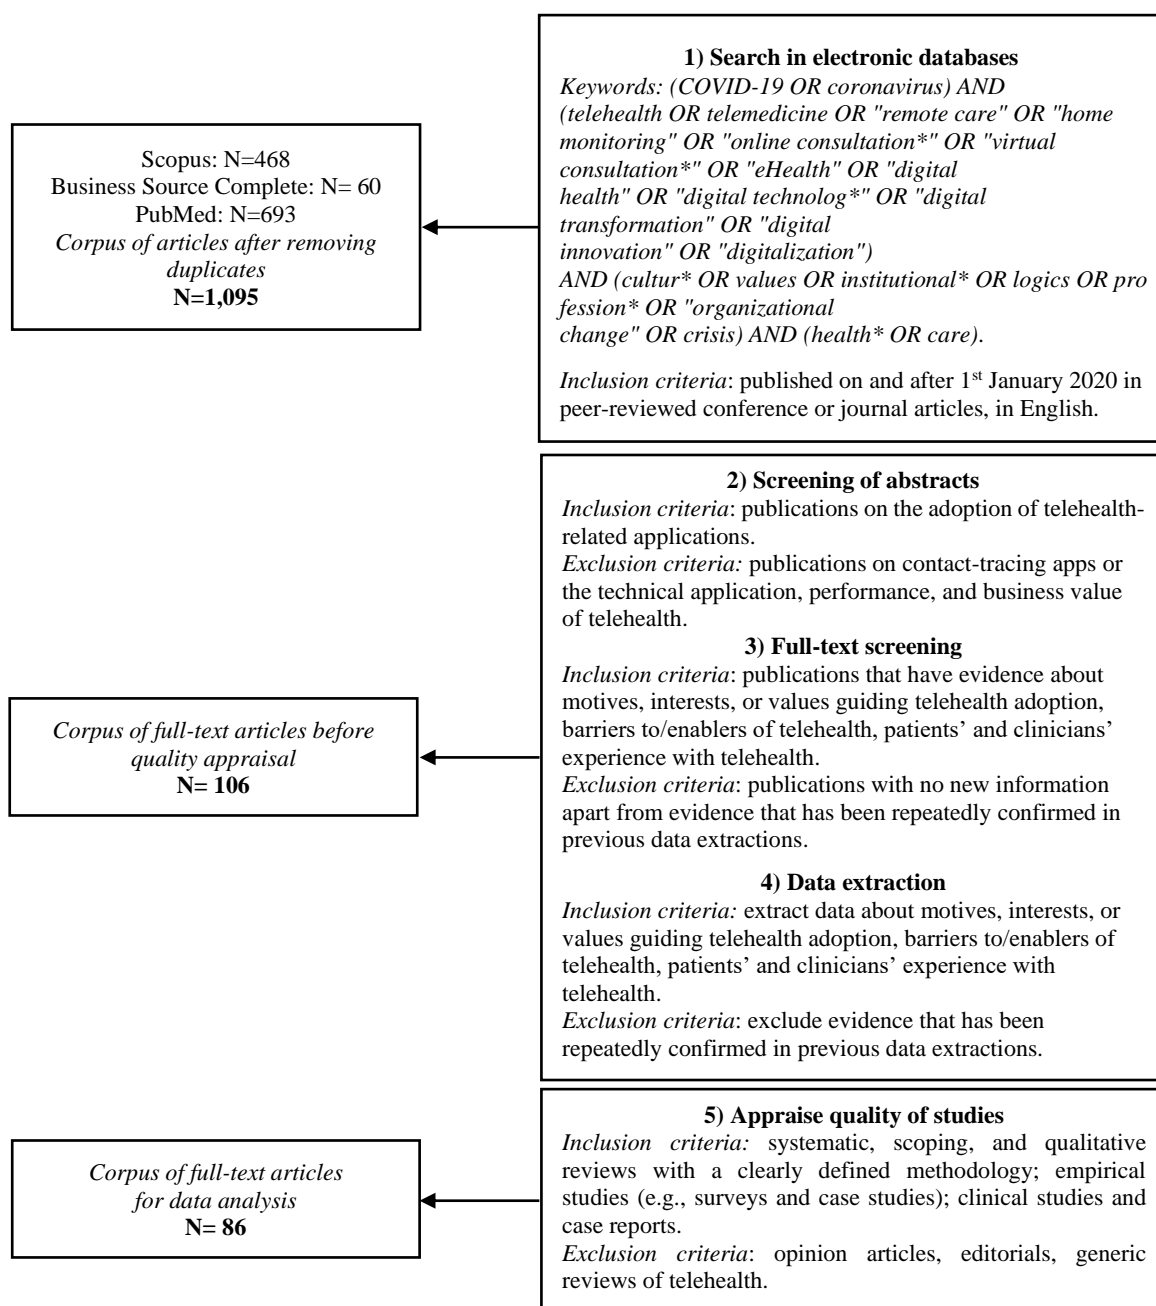 1) Search in electronic databases
Keywords: (COVID-19 OR coronavirus) AND
(telehealth OR telemedicine OR "remote care" OR "home
monitoring" OR "online consultation*" OR "virtual
consultation*" OR "eHealth" OR "digital
health" OR "digital technolog*" OR "digital
transformation" OR "digital
innovation" OR "digitalization")
AND (cultur* OR values OR institutional* OR logics OR pro
fession* OR "organizational
change" OR crisis) AND (health* OR care).
Inclusion criteria: published on and after 1st January 2020 in
peer-reviewed conference or journal articles, in English.
Scopus: N=468
Business Source Complete: N= 60
PubMed: N=693
Corpus of articles after removing
duplicates
N=1,095
2) Screening of abstracts
Inclusion criteria: publications on the adoption of telehealth-
related applications.
Exclusion criteria: publications on contact-tracing apps or
the technical application, performance, and business value
of telehealth.
3) Full-text screening
Inclusion criteria: publications that have evidence about
motives, interests, or values guiding telehealth adoption,
barriers to/enablers of telehealth, patients’ and clinicians’
experience with telehealth.
Exclusion criteria: publications with no new information
apart from evidence that has been repeatedly confirmed in
previous data extractions.
4) Data extraction
Inclusion criteria: extract data about motives, interests, or
values guiding telehealth adoption, barriers to/enablers of
telehealth, patients’ and clinicians’ experience with
telehealth.
Exclusion criteria: exclude evidence that has been
repeatedly confirmed in previous data extractions.
Corpus of full-text articles before
quality appraisal
N= 106
5) Appraise quality of studies
Inclusion criteria: systematic, scoping, and qualitative
reviews with a clearly defined methodology; empirical
studies (e.g., surveys and case studies); clinical studies and
case reports.
Exclusion criteria: opinion articles, editorials, generic
reviews of telehealth.
Corpus of full-text articles
for data analysis
N= 86